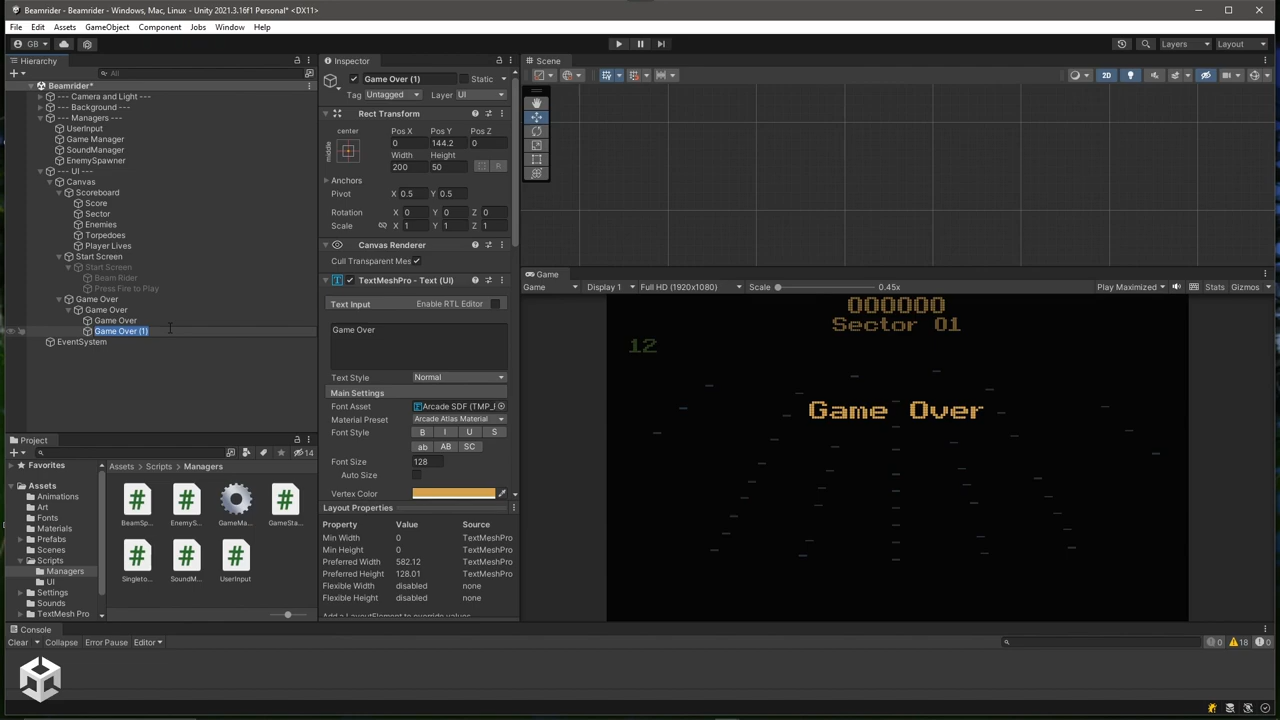 Beamrider - Beamrider - Windows, Mac, Linux - Unity 2021.3.16f1 Personal* <DX11>
File Edit Assets GameObject Component Jobs Window Help
GB
Layers
Layout
Hierarchy
All
Beamrider*
--- Camera and Light ---
--- Background ---
--- Managers ---
UserInput
Game Manager
SoundManager
EnemySpawner
--- UI ---
Canvas
Scoreboard
Score
Sector
Enemies
Torpedoes
Player Lives
Start Screen
Start Screen
Beam Rider
Press Fire to Play
Game Over
Game Over
Game Over
Game Over (1)
EventSystem
Inspector
Game Over (1)
Static
Tag Untagged
Layer UI
Rect Transform
center
middle
Pos X Pos Y Pos Z
0 144.2 0
Width Height
200 50
R
Anchors
Pivot X 0.5 Y 0.5
Rotation X 0 Y 0 Z 0
Scale X 1 Y 1 Z 1
Canvas Renderer
Cull Transparent Mes
TextMeshPro - Text (UI)
Text Input
Enable RTL Editor
Game Over
Text Style Normal
Main Settings
Font Asset Arcade SDF (TMP_
Material Preset Arcade Atlas Material
Font Style B I U S
ab AB SC
Font Size 128
Auto Size
Vertex Color
Layout Properties
Property Value Source
Min Width 0 TextMeshPro
Min Height 0 TextMeshPro
Preferred Width 582.12 TextMeshPro
Preferred Height 128.01 TextMeshPro
Flexible Width disabled none
Flexible Height disabled none
Add a LayoutElement to override values
Scene
2D
Game
Game
Display 1
Full HD (1920x1080)
Scale 0.45x
Play Maximized
Stats
Gizmos
000000
Sector 01
12
Game Over
Project
14
Favorites
Assets
Animations
Art
Fonts
Materials
Prefabs
Scenes
Scripts
Managers
UI
Settings
Sounds
TextMesh Pro
Assets > Scripts > Managers
BeamSp... EnemyS... GameMa... GameSta...
Singleto... SoundM... UserInput
Console
Clear Collapse Error Pause Editor
0 18 0